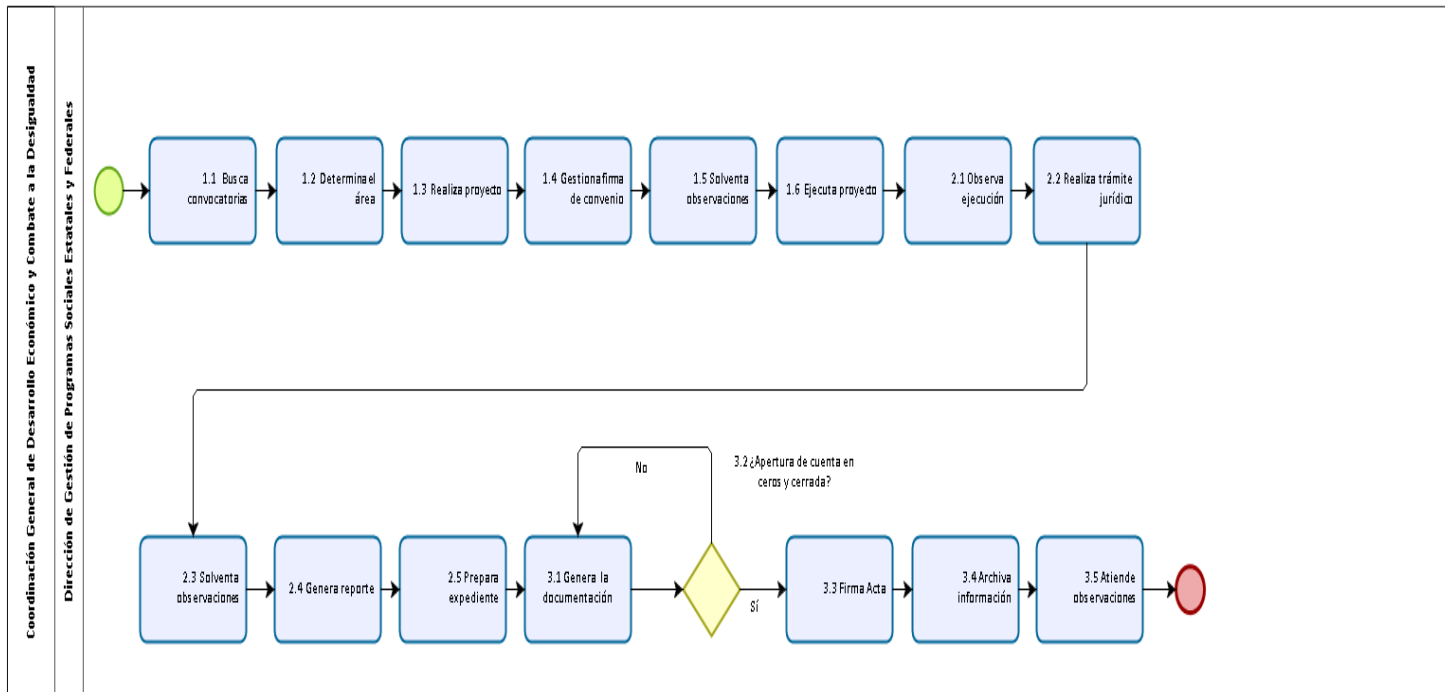 Coordinación General de Desarrollo Económico y Combate a la Desigualdad
Dirección de Gestión de Programas Sociales Estatales y Federales
1.1 Busca
convocatorias
1.2 Determina el
área
1.3 Realiza proyecto
1.4 Gestiona firma
de convenio
1.5 Solventa
observaciones
1.6 Ejecuta proyecto
2.1 Observa
ejecución
2.2 Realiza trámite
jurídico
No
3.2 ¿Apertura de cuenta en
ceros y cerrada?
2.3 Solventa
observaciones
2.4 Genera reporte
2.5 Prepara
expediente
3.1 Genera la
documentación
Sí
3.3 Firma Acta
3.4 Archiva
información
3.5 Atiende
observaciones